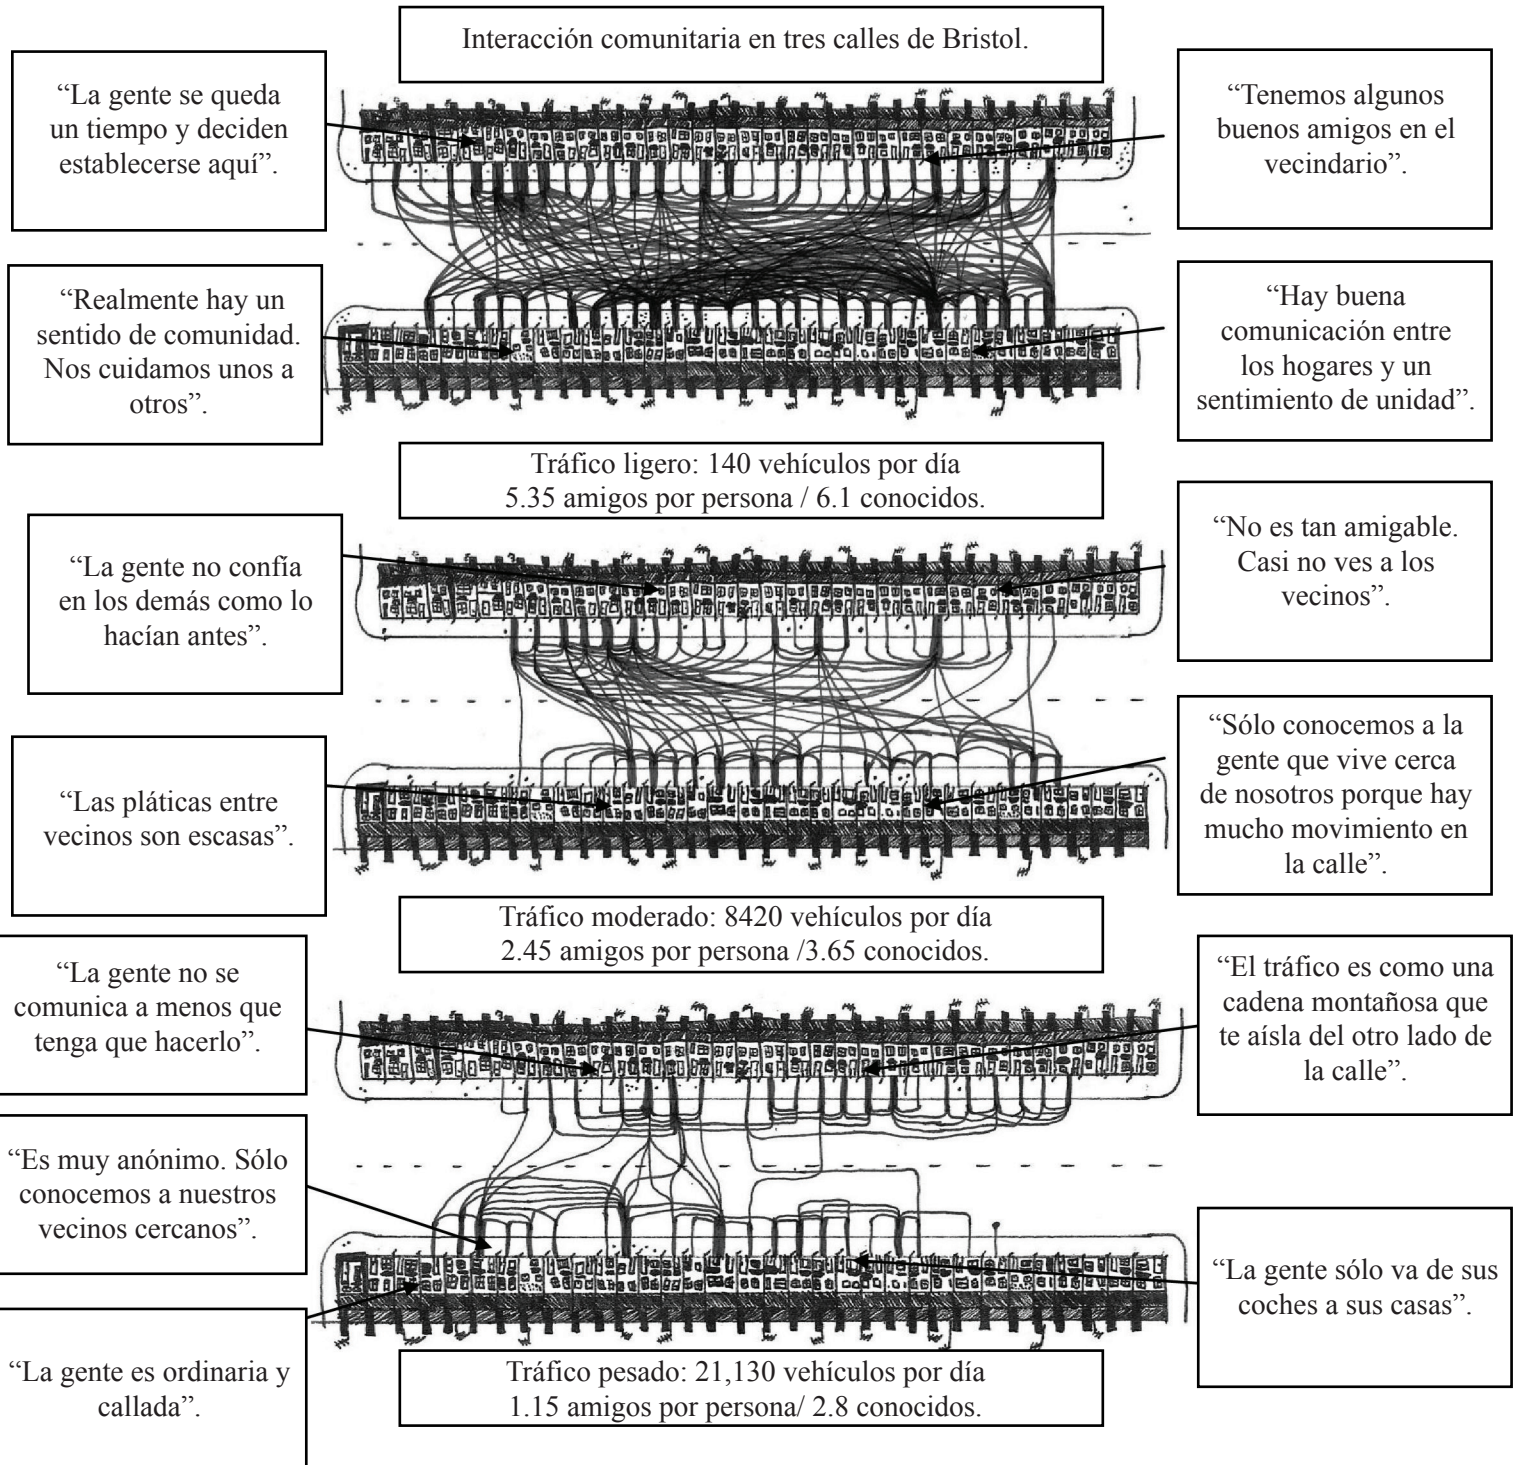 Interacción comunitaria en tres calles de Bristol.
“La gente se queda
un tiempo y deciden
establecerse aquí”.
“Tenemos algunos
buenos amigos en el
vecindario”.
“Realmente hay un
sentido de comunidad.
Nos cuidamos unos a
otros”.
“Hay buena
comunicación entre
los hogares y un
sentimiento de unidad”.
Tráfico ligero: 140 vehículos por día
5.35 amigos por persona / 6.1 conocidos.
“La gente no confía
en los demás como lo
hacían antes”.
“No es tan amigable.
Casi no ves a los
vecinos”.
“Las pláticas entre
vecinos son escasas”.
“Sólo conocemos a la
gente que vive cerca
de nosotros porque hay
mucho movimiento en
la calle”.
Tráfico moderado: 8420 vehículos por día
2.45 amigos por persona /3.65 conocidos.
“La gente no se
comunica a menos que
tenga que hacerlo”.
“El tráfico es como una
cadena montañosa que
te aísla del otro lado de
la calle”.
“Es muy anónimo. Sólo
conocemos a nuestros
vecinos cercanos”.
“La gente sólo va de sus
coches a sus casas”.
“La gente es ordinaria y
callada”.
Tráfico pesado: 21,130 vehículos por día
1.15 amigos por persona/ 2.8 conocidos.